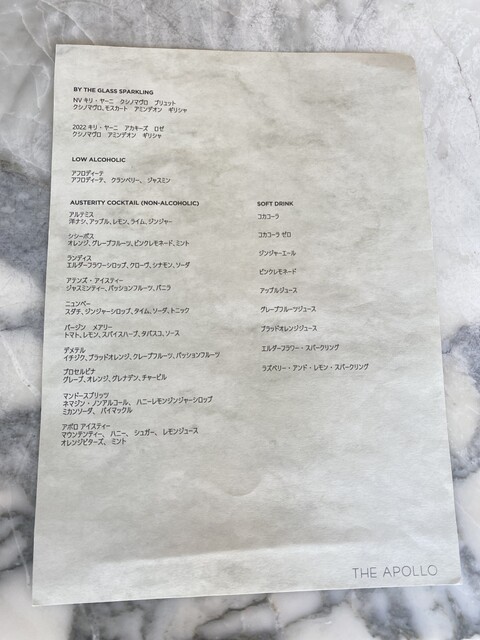 BY THE GLASS SPARKLING
NV キリ・ヤーニ　クシノマヴロ　ブリュット
クシノマヴロ、モスカート　アミンデオン　ギリシャ
2022 キリ・ヤーニ　アカキーズ　ロゼ
クシノマヴロ　アミンデオン　ギリシャ
LOW ALCOHOLIC
アフロディーテ
アフロディーテ、クランベリー、ジャスミン
AUSTERITY COCKTAIL (NON-ALCOHOLIC)
アルテミス
洋ナシ、アップル、レモン、ライム、ジンジャー
シシーポス
オレンジ、グレープフルーツ、ピンクレモネード、ミント
ランディス
エルダーフラワーシロップ、クローヴ、シナモン、ソーダ
アテンズ・アイスティー
ジャスミンティー、パッションフルーツ、バニラ
ニュンペー
スダチ、ジンジャーシロップ、タイム、ソーダ、トニック
バージン　メアリー
トマト、レモン、スパイスハーブ、タバスコ、ソース
デメテル
イチジク、ブラッドオレンジ、グレープフルーツ、パッションフルーツ
プロセルピナ
グレープ、オレンジ、グレナデン、チャービル
マンドースプリッツ
ネマジン・ノンアルコール、ハニーレモンジンジャーシロップ
ミカンソーダ、パイマックル
アポロ アイスティー
マウンテンティー、ハニー、シュガー、レモンジュース
オレンジビターズ、ミント
SOFT DRINK
コカコーラ
コカコーラ ゼロ
ジンジャーエール
ピンクレモネード
アップルジュース
グレープフルーツジュース
ブラッドオレンジジュース
エルダーフラワー・スパークリング
ラズベリー・アンド・レモン・スパークリング
THE APOLLO